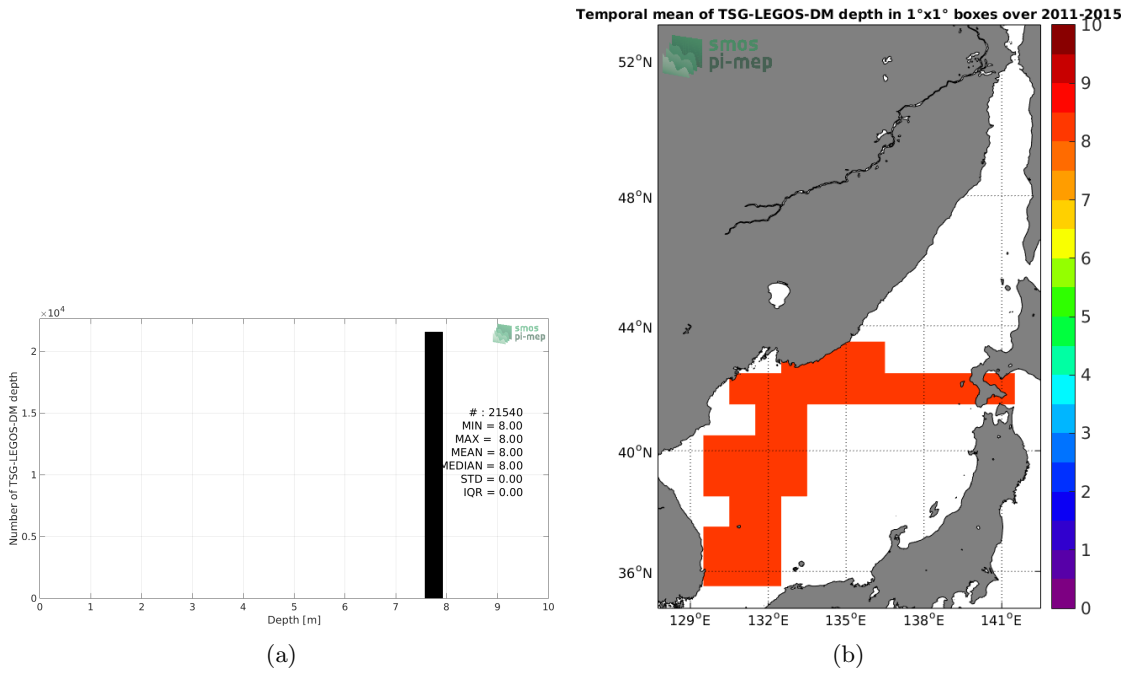 ×10⁴
2
1.5
1
0.5
0
Number of TSG-LEGOS-DM depth
smos
pi-mep
# : 21540
MIN = 8.00
MAX = 8.00
MEAN = 8.00
MEDIAN = 8.00
STD = 0.00
IQR = 0.00
0 1 2 3 4 5 6 7 8 9 10
Depth [m]
(a)
Temporal mean of TSG-LEGOS-DM depth in 1°x1° boxes over 2011-2015
smos
pi-mep
52°N
48°N
44°N
40°N
36°N
129°E 132°E 135°E 138°E 141°E
10
9
8
7
6
5
4
3
2
1
0
(b)